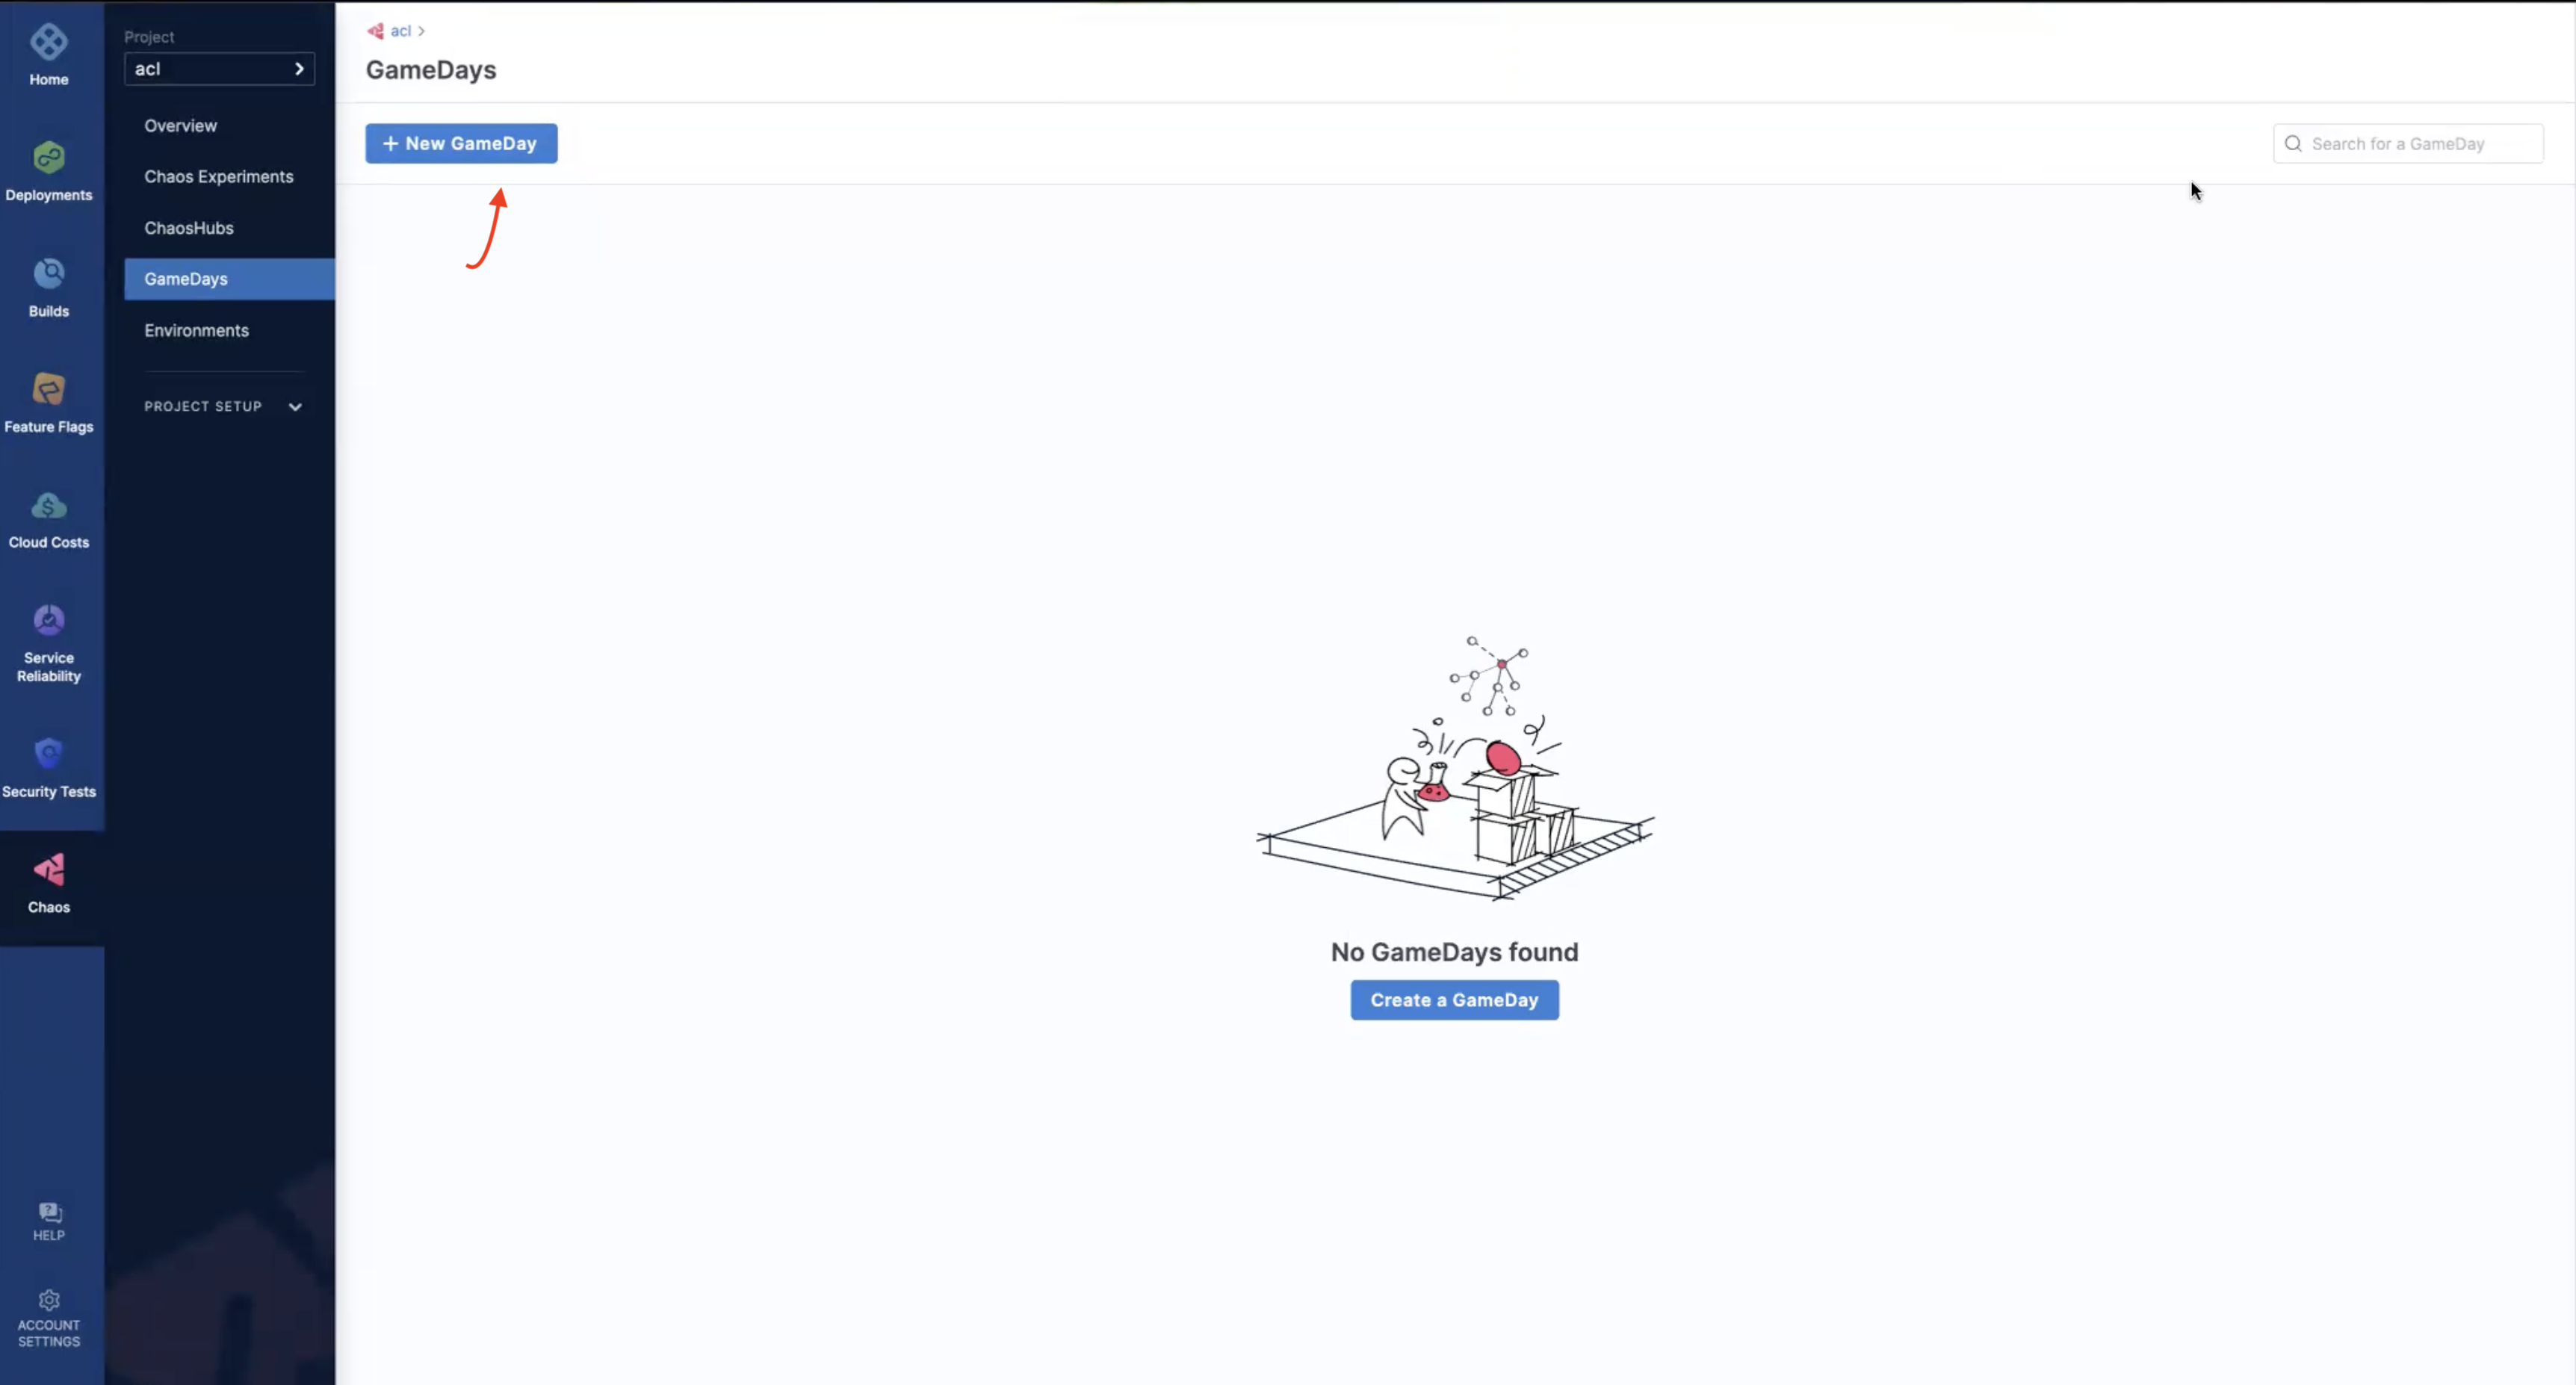 Home
Deployments
Builds
Feature Flags
Cloud Costs
Service
Reliability
Security Tests
Chaos
HELP
ACCOUNT
SETTINGS
Project
acl
Overview
Chaos Experiments
ChaosHubs
GameDays
Environments
PROJECT SETUP
acl
GameDays
+ New GameDay
Search for a GameDay
No GameDays found
Create a GameDay